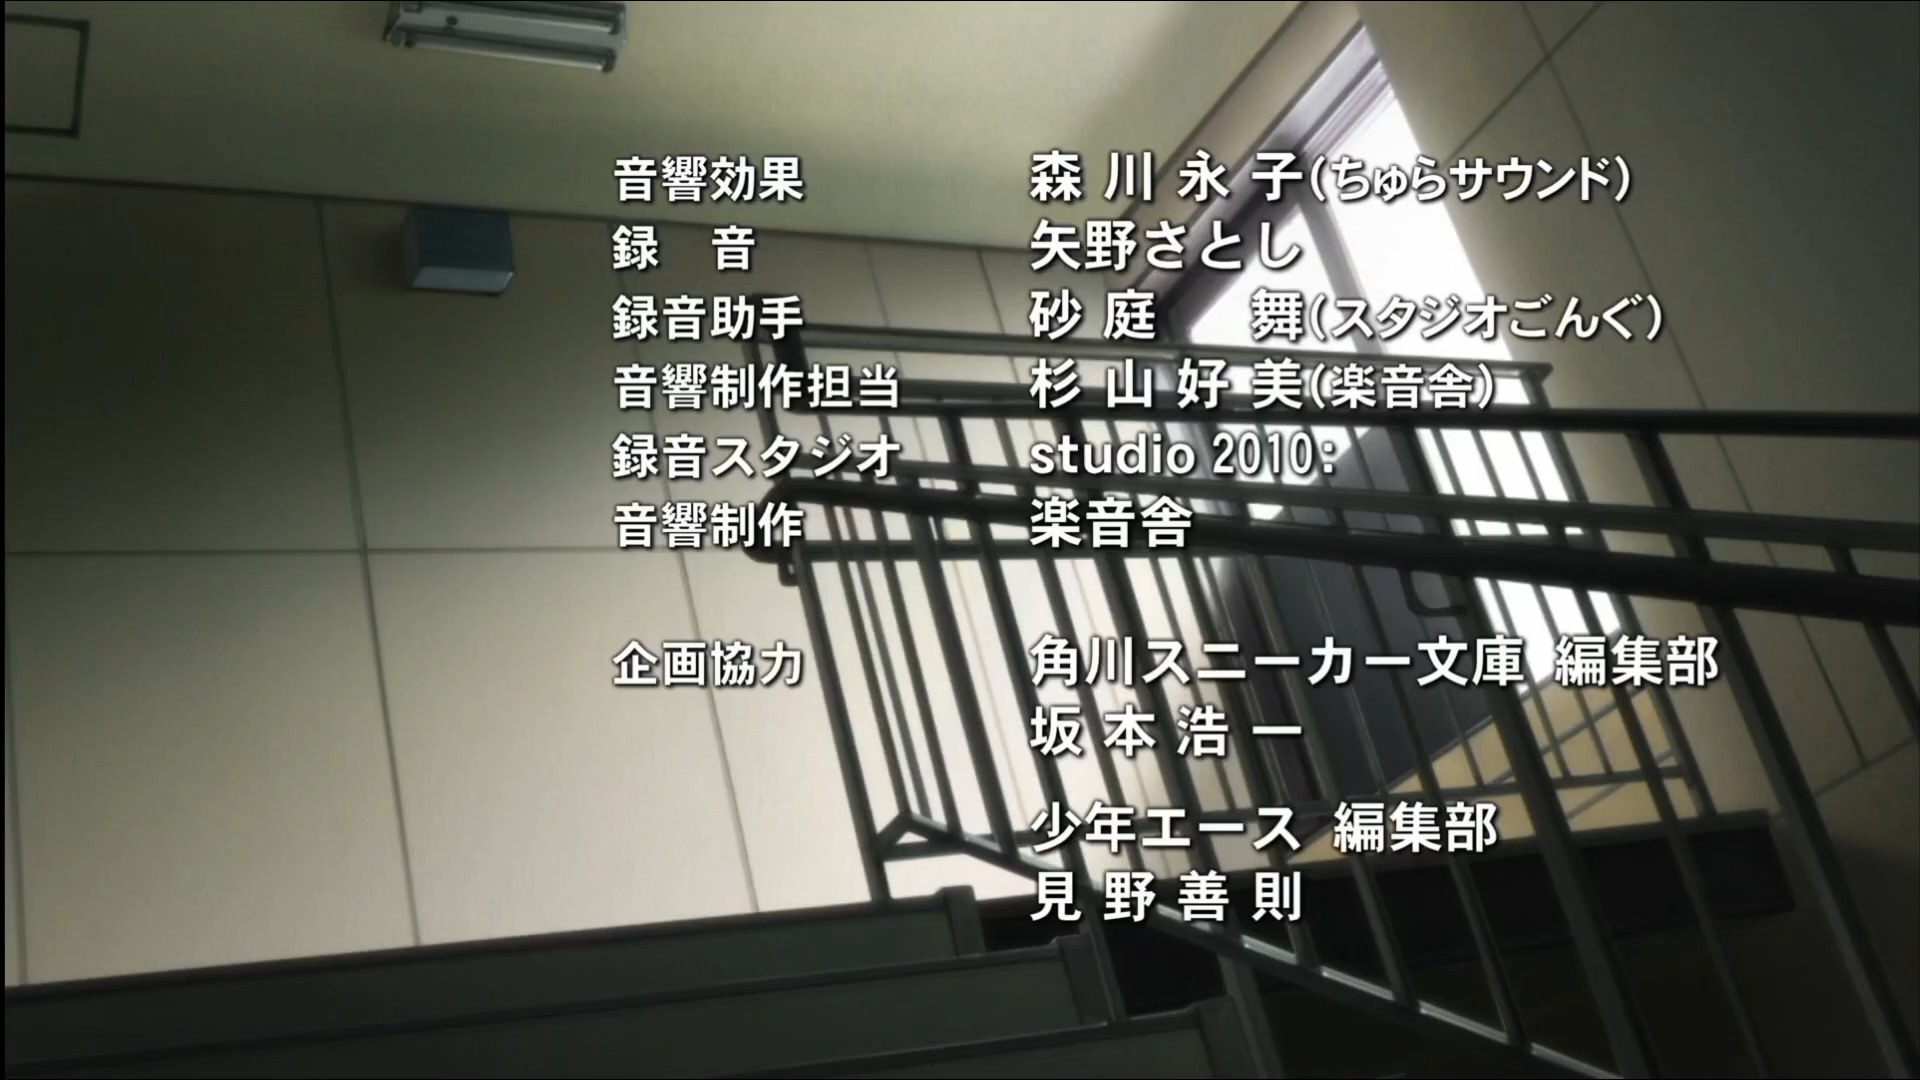 音響効果 森川永子(ちゅらサウンド)
録 音 矢野さとし
録音助手 砂庭 舞(スタジオごんぐ)
音響制作担当 杉山好美(楽音舎)
録音スタジオ studio 2010:
音響制作 楽音舎
企画協力 角川スニーカー文庫 編集部
坂本浩一
少年エース 編集部
見野善則